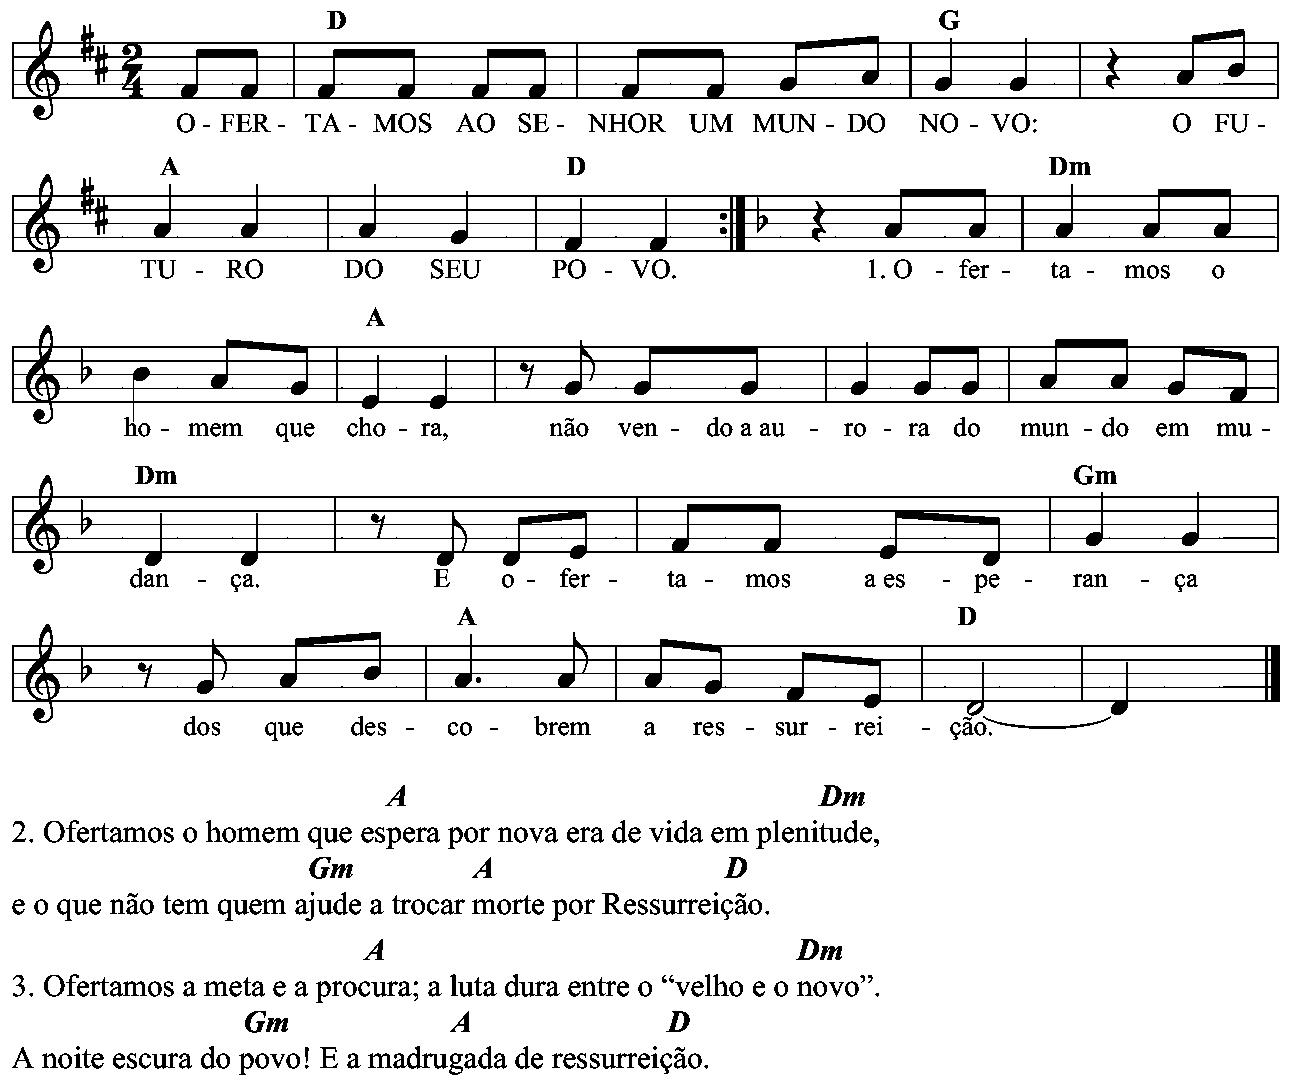 D G
2 4
O - FER - TA - MOS AO SE - NHOR UM MUN - DO NO - VO: O FU -
A D Dm
TU - RO DO SEU PO - VO. 1. O - fer - ta - mos o
A
ho - mem que cho - ra, não ven - do a au - ro - ra do mun - do em mu -
Dm Gm
dan - ça. E o - fer - ta - mos a es - pe - ran - ça
A D
dos que des - co - brem a res - sur - rei - ção.
A Dm
2. Ofertamos o homem que espera por nova era de vida em plenitude,
Gm A D
e o que não tem quem ajude a trocar morte por Ressurreição.
A Dm
3. Ofertamos a meta e a procura; a luta dura entre o “velho e o novo”.
Gm A D
A noite escura do povo! E a madrugada de ressurreição.